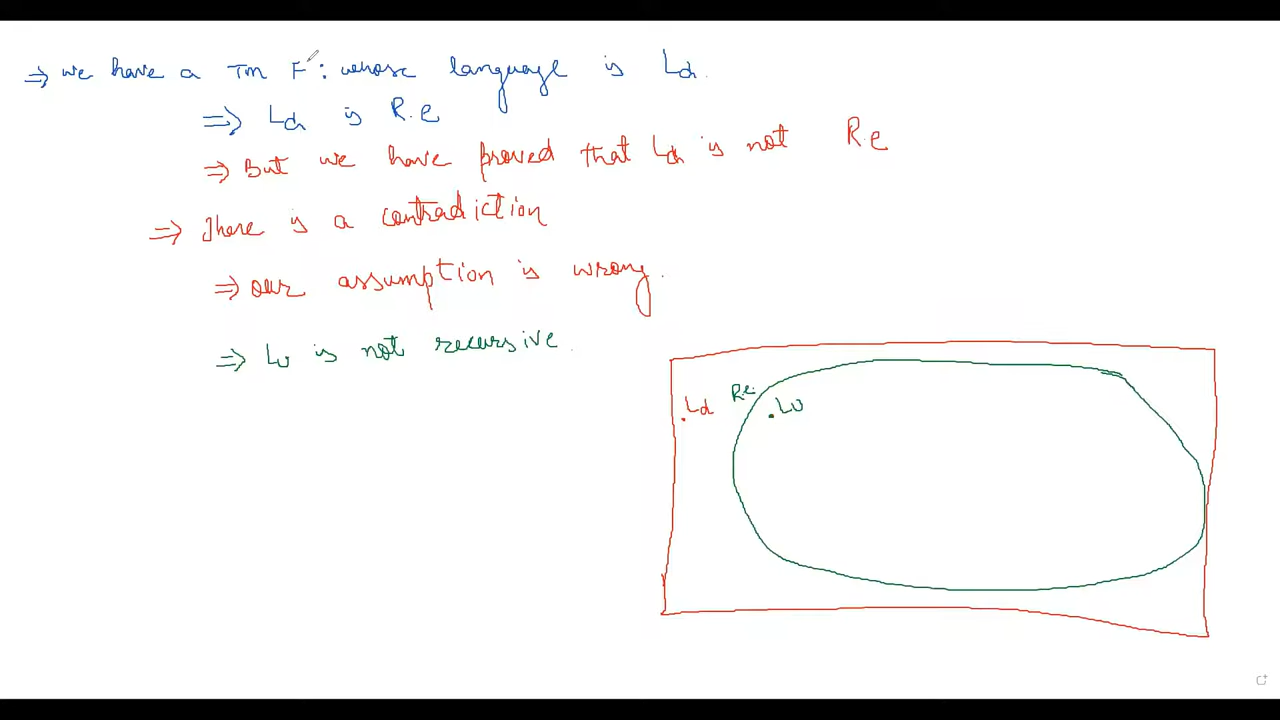 ⇒ we have a TM F': whose language is Ld.
⇒ Ld is R.e
⇒ But we have proved that Ld is not R.e
⇒ There is a contradiction
⇒ our assumption is wrong.
⇒ Lu is not recursive.
.Ld R.e. .Lu